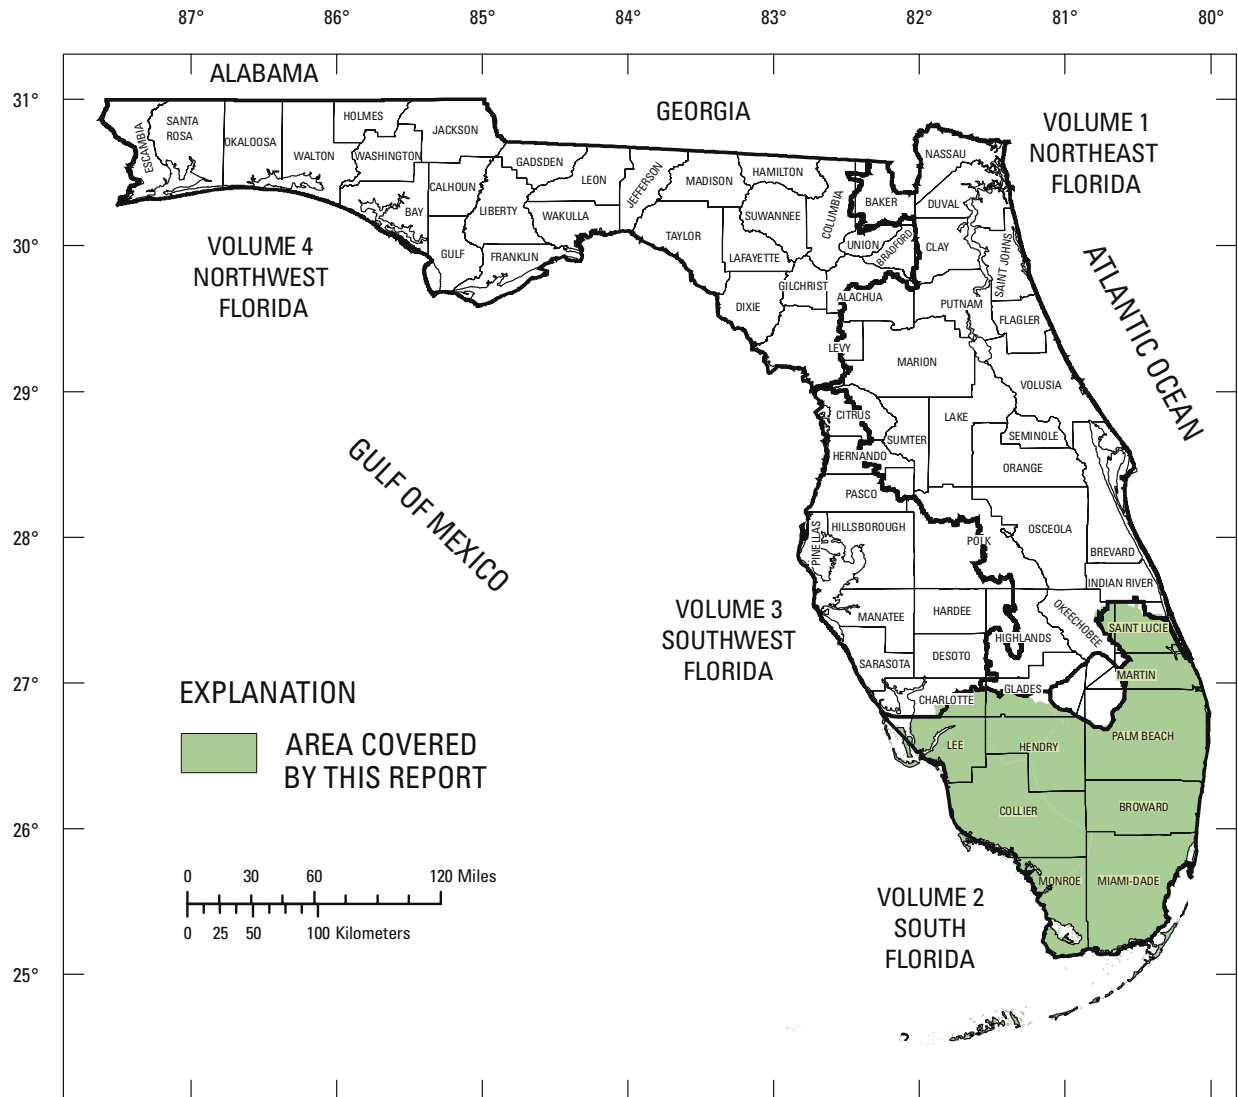 87° 86° 85° 84° 83° 82° 81° 80°
ALABAMA
31°
GEORGIA
VOLUME 1
NORTHEAST
FLORIDA
ESCAMBIA
SANTA
ROSA
OKALOOSA
WALTON
HOLMES
WASHINGTON
JACKSON
BAY
CALHOUN
GULF
LIBERTY
GADSDEN
FRANKLIN
LEON
WAKULLA
JEFFERSON
MADISON
TAYLOR
HAMILTON
SUWANNEE
LAFAYETTE
DIXIE
COLUMBIA
GILCHRIST
BAKER
UNION
BRADFORD
ALACHUA
LEVY
NASSAU
DUVAL
CLAY
SAINT JOHNS
PUTNAM
FLAGLER
MARION
VOLUSIA
30°
VOLUME 4
NORTHWEST
FLORIDA
ATLANTIC OCEAN
29°
CITRUS
SUMTER
LAKE
SEMINOLE
HERNANDO
ORANGE
PASCO
GULF OF MEXICO
28°
PINELLAS
HILLSBOROUGH
POLK
OSCEOLA
BREVARD
INDIAN RIVER
VOLUME 3
SOUTHWEST
FLORIDA
MANATEE
HARDEE
HIGHLANDS
OKEECHOBEE
SAINT LUCIE
SARASOTA
DESOTO
MARTIN
27°
CHARLOTTE
GLADES
LEE
HENDRY
PALM BEACH
COLLIER
BROWARD
MONROE
MIAMI-DADE
EXPLANATION
AREA COVERED
BY THIS REPORT
26°
0 30 60 120 Miles
0 25 50 100 Kilometers
VOLUME 2
SOUTH
FLORIDA
25°